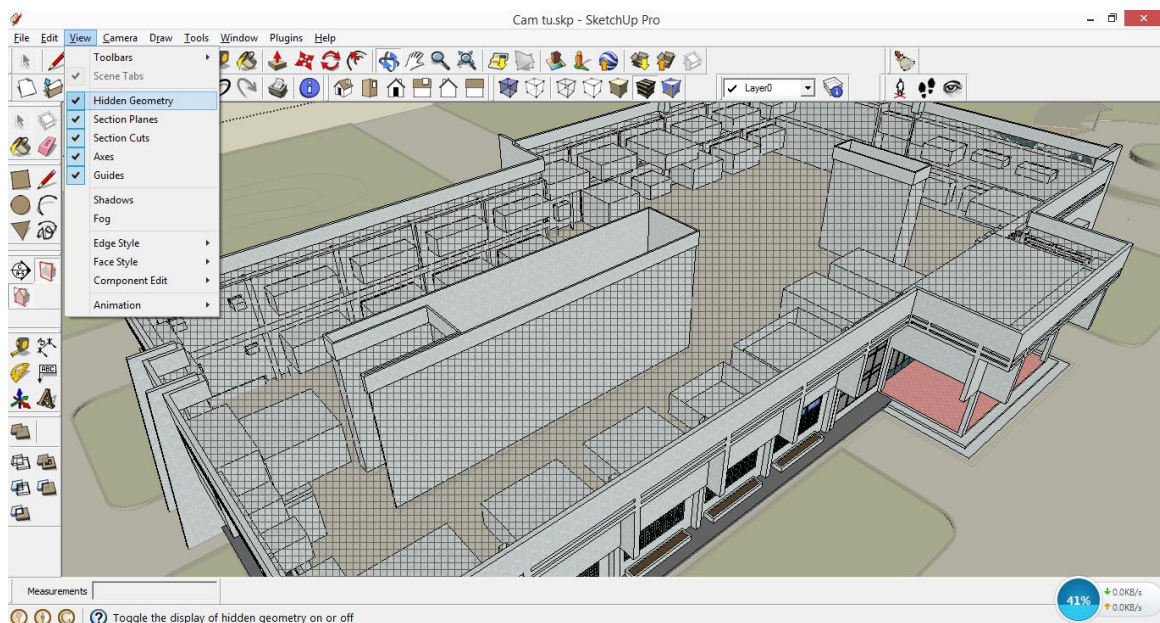 Cam tu.skp - SketchUp Pro
File Edit View Camera Draw Tools Window Plugins Help
Toolbars
Scene Tabs
Hidden Geometry
Section Planes
Section Cuts
Axes
Guides
Shadows
Fog
Edge Style
Face Style
Component Edit
Animation
Layer0
ABC
Measurements
41%
0.0KB/s
0.0KB/s
Toggle the display of hidden geometry on or off